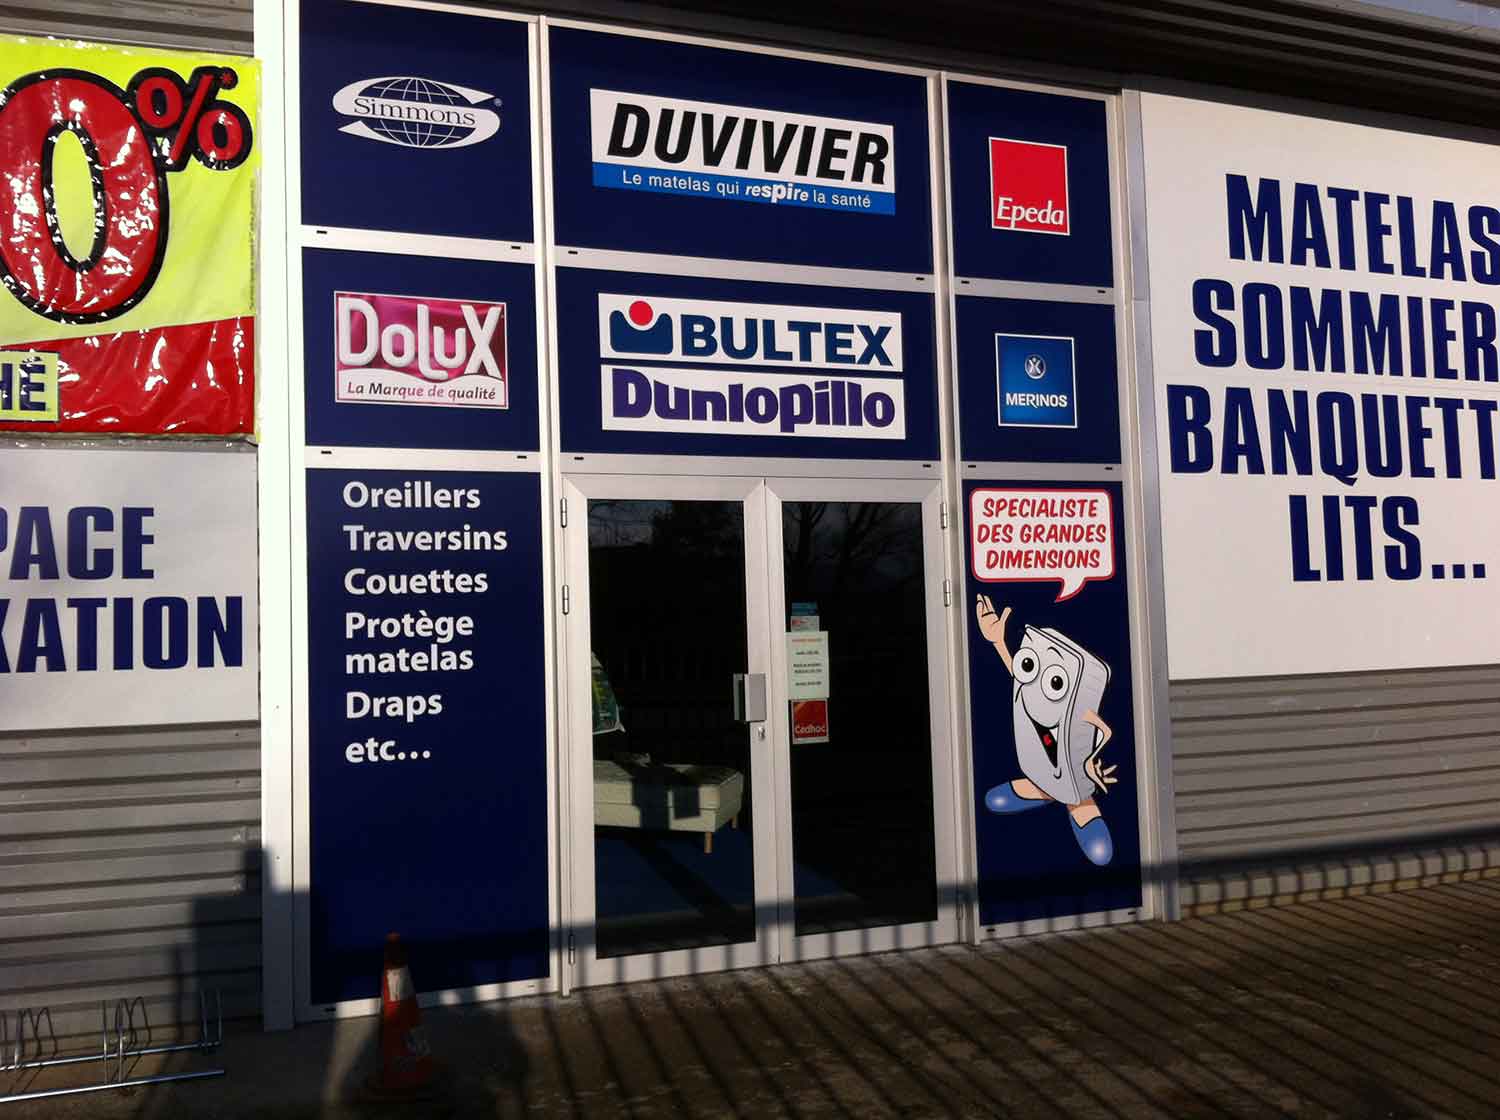 0%*
HÉ
PACE
XATION
Simmons®
DUVIVIER
Le matelas qui respire la santé
Epeda
DoluX
La Marque de qualité
BULTEX
Dunlopillo
MERINOS
Oreillers
Traversins
Couettes
Protège
matelas
Draps
etc...
SPECIALISTE
DES GRANDES
DIMENSIONS
Cedhoc
MATELAS
SOMMIER
BANQUETT
LITS...